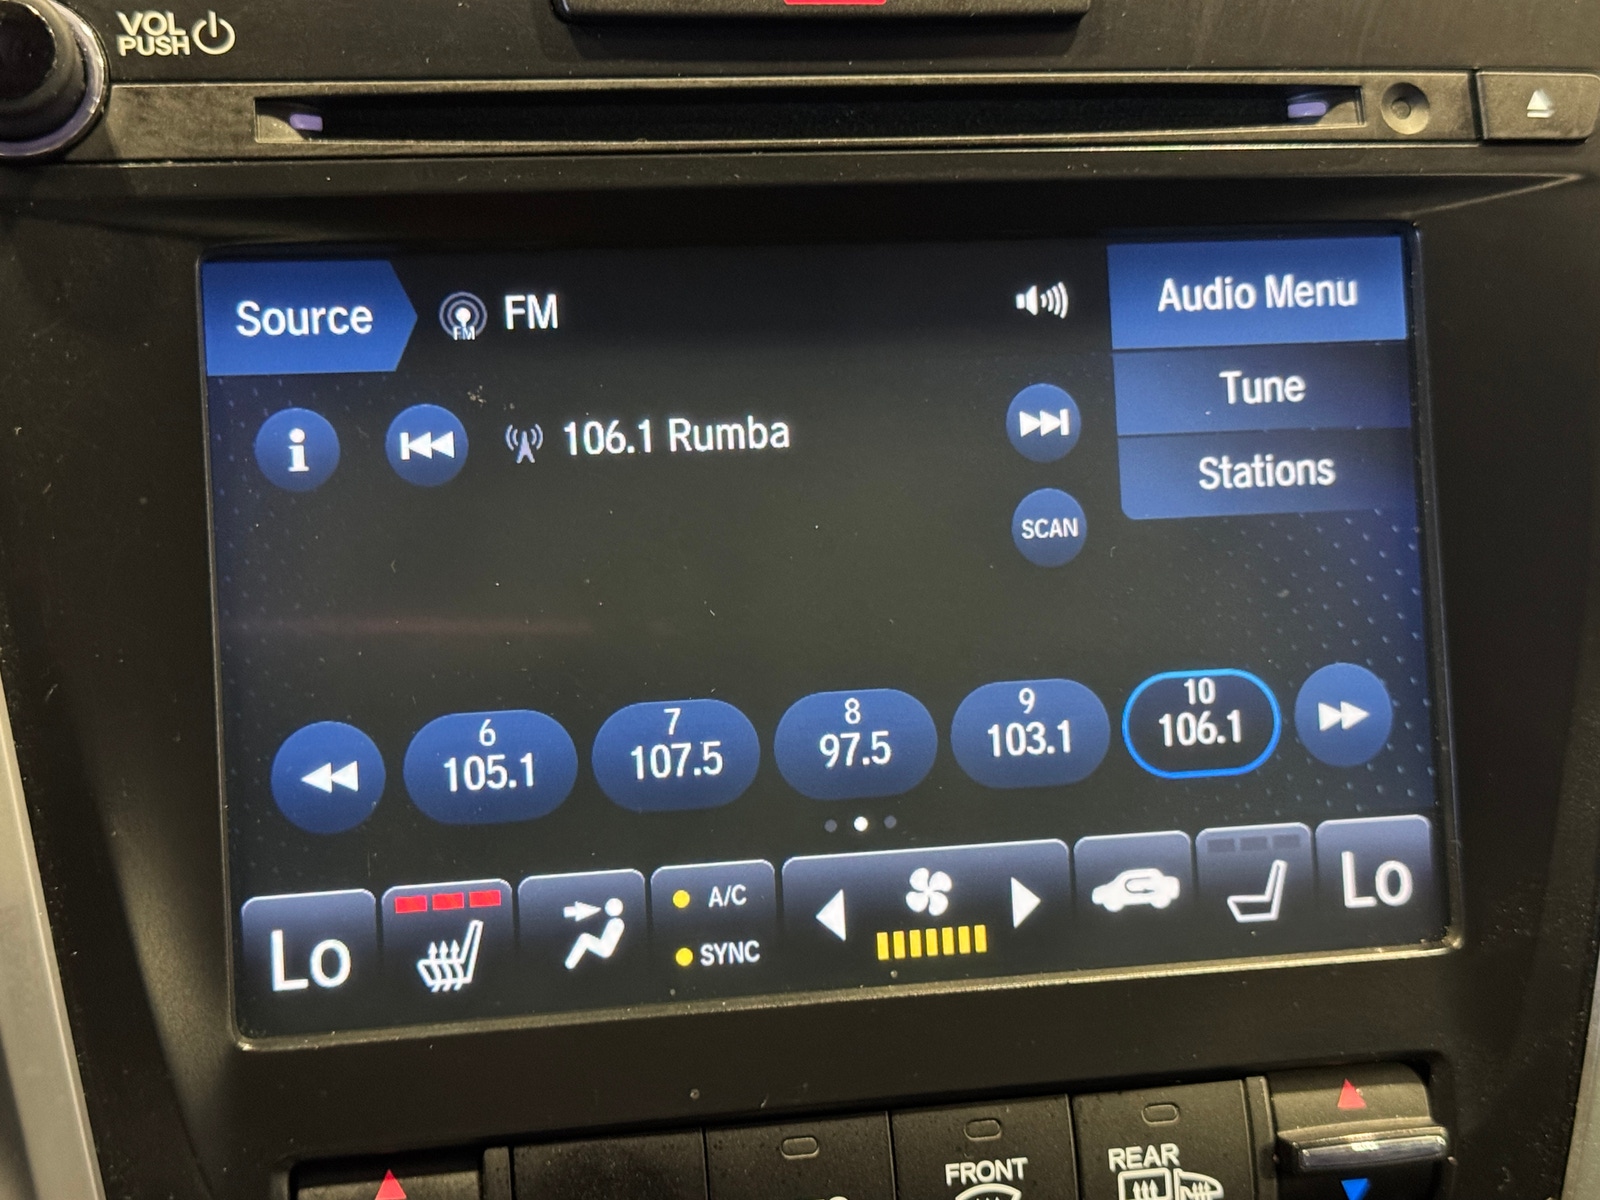 VOL
PUSH
Source
FM
FM
Audio Menu
Tune
Stations
106.1 Rumba
SCAN
6
105.1
7
107.5
8
97.5
9
103.1
10
106.1
Lo
A/C
SYNC
Lo
FRONT
REAR